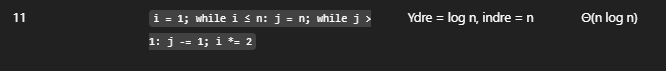 11 i = 1; while i ≤ n: j = n; while j > Ydre = log n, indre = n Θ(n log n)
1: j -= 1; i *= 2